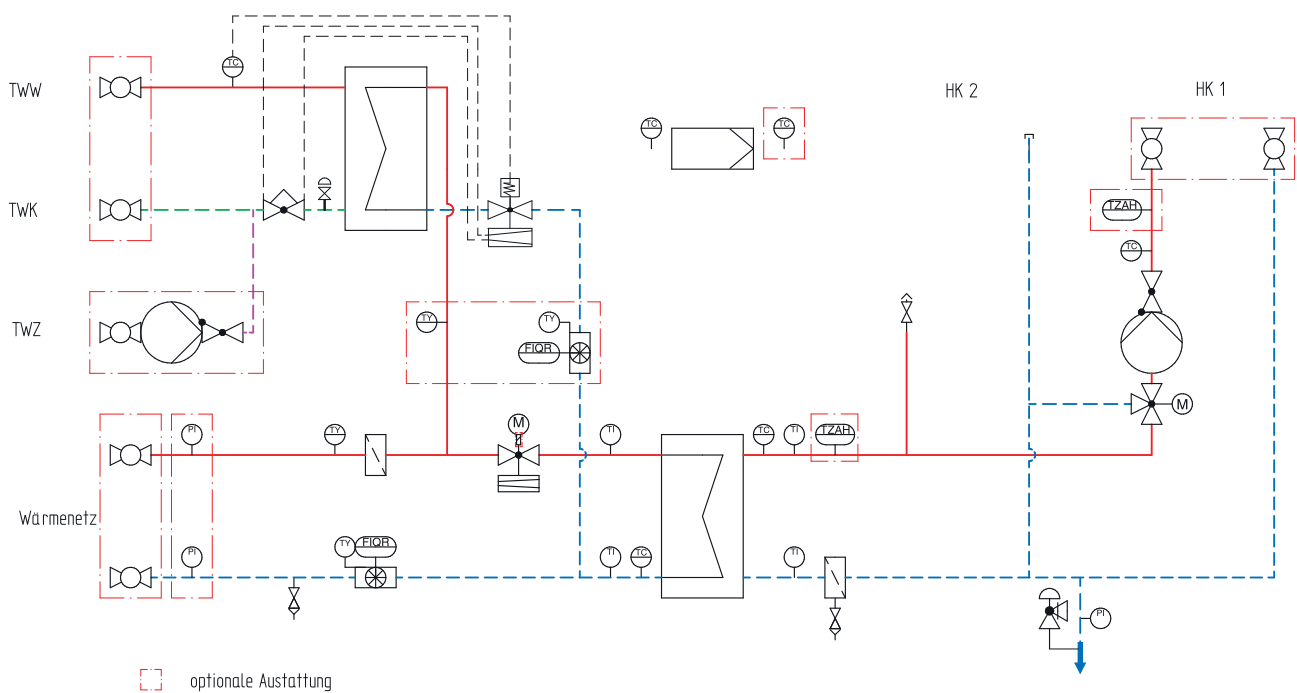 TC
TWW
HK 2
HK 1
TC
TC
TWK
TZAH
TC
TWZ
TY
TY
FIQR
M
M
PI
TY
TI
TC
TI
TZAH
Wärmenetz
PI
TY
FIQR
TI
TC
TI
PI
optionale Austattung